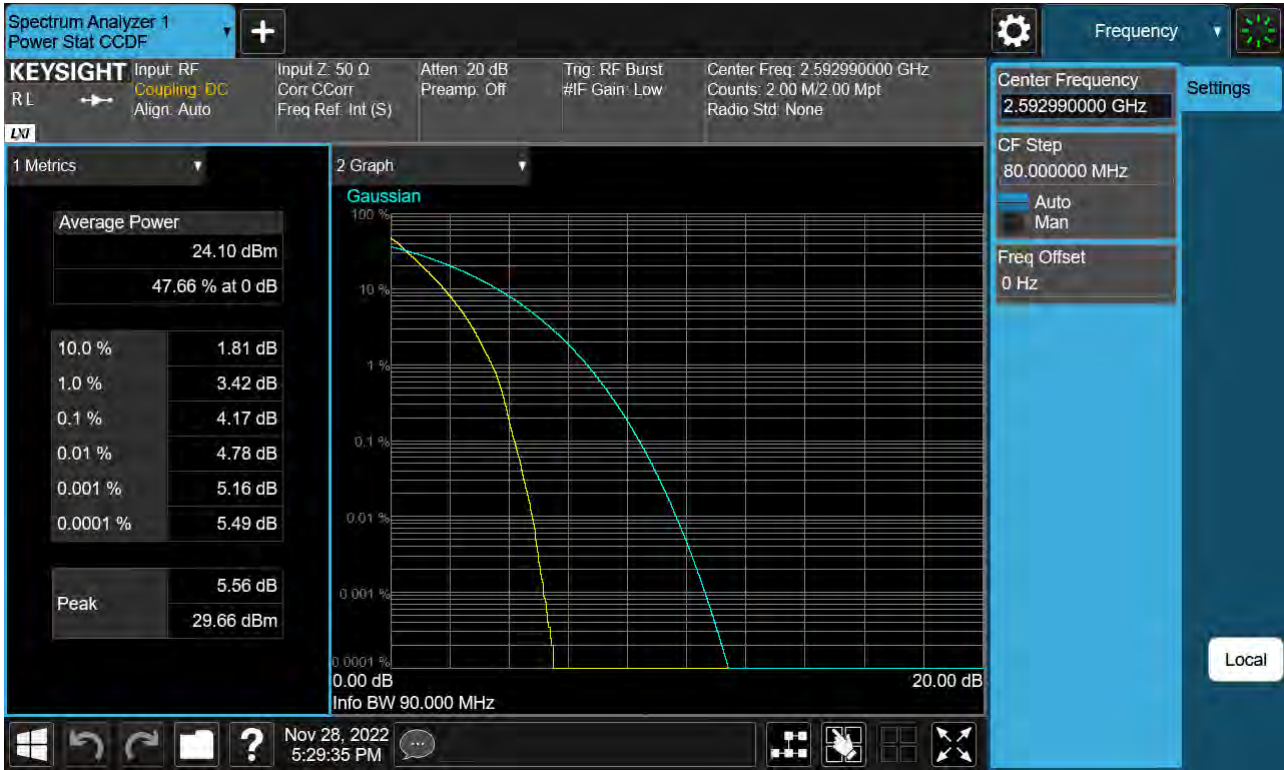 Spectrum Analyzer 1
Power Stat CCDF
Frequency
KEYSIGHT
RL
LXI
Input: RF
Coupling: DC
Align: Auto
Input Z: 50 Ω
Corr CCorr
Freq Ref: Int (S)
Atten: 20 dB
Preamp: Off
Trig: RF Burst
#IF Gain: Low
Center Freq: 2.592990000 GHz
Counts: 2.00 M/2.00 Mpt
Radio Std: None
Center Frequency
2.592990000 GHz
Settings
CF Step
80.000000 MHz
Auto
Man
Freq Offset
0 Hz
Local
1 Metrics
Average Power
24.10 dBm
47.66 % at 0 dB
10.0 % 1.81 dB
1.0 % 3.42 dB
0.1 % 4.17 dB
0.01 % 4.78 dB
0.001 % 5.16 dB
0.0001 % 5.49 dB
Peak
5.56 dB
29.66 dBm
2 Graph
Gaussian
100 %
10 %
1 %
0.1 %
0.01 %
0.001 %
0.0001 %
0.00 dB 20.00 dB
Info BW 90.000 MHz
?
Nov 28, 2022
5:29:35 PM